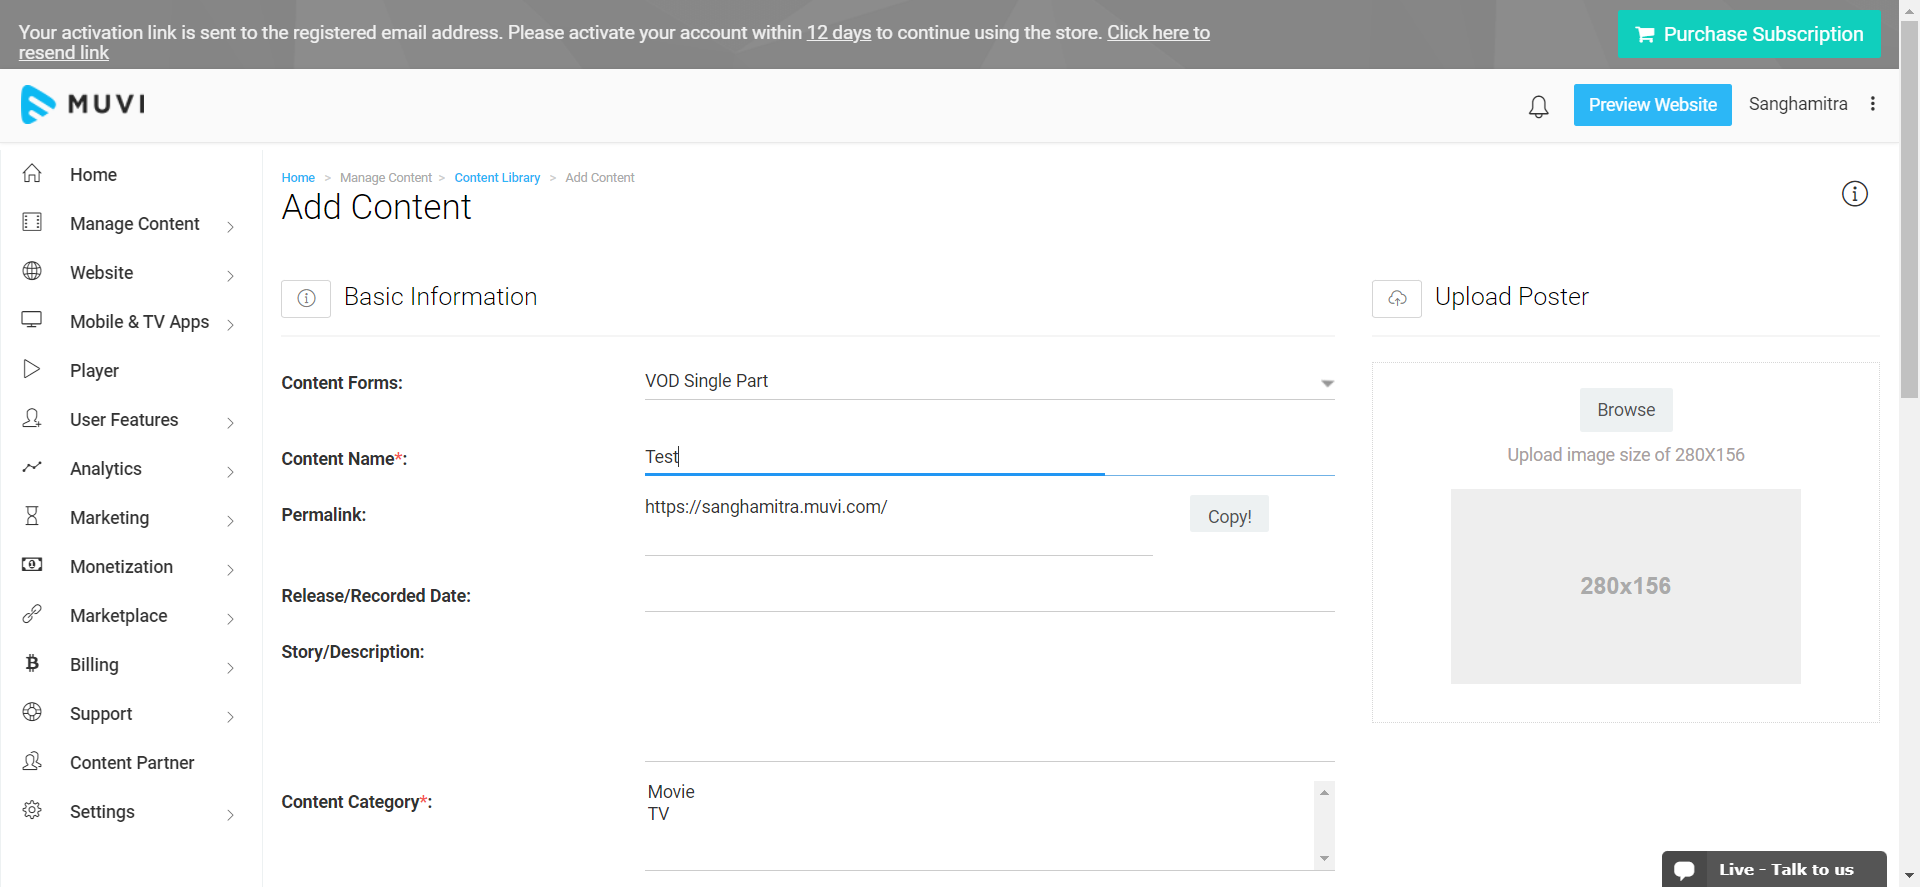 Your activation link is sent to the registered email address. Please activate your account within 12 days to continue using the store. Click here to
resend link
Purchase Subscription
MUVI
Preview Website
Sanghamitra
Home
Manage Content
Website
Mobile & TV Apps
Player
User Features
Analytics
Marketing
Monetization
Marketplace
Billing
Support
Content Partner
Settings
Home > Manage Content > Content Library > Add Content
Add Content
Basic Information
Content Forms: VOD Single Part
Content Name*: Test
Permalink: https://sanghamitra.muvi.com/ Copy!
Release/Recorded Date:
Story/Description:
Content Category*: Movie
TV
Upload Poster
Browse
Upload image size of 280X156
280x156
Live - Talk to us